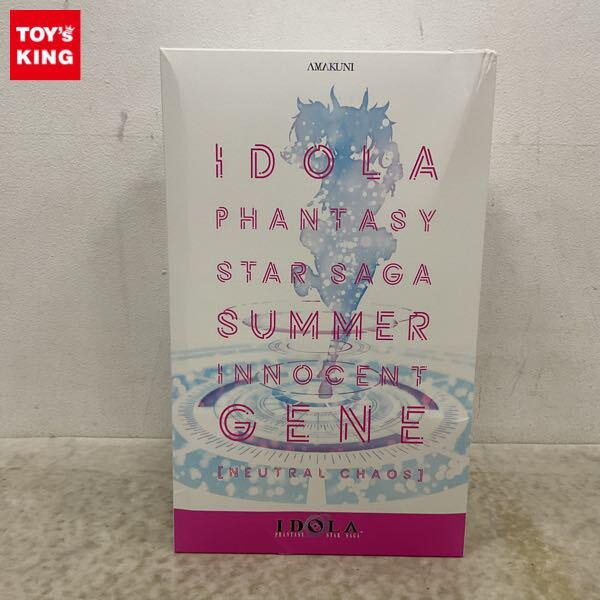 TOY's
KING
AMAKUNI
IDOLA
PHANTASY
STAR SAGA
SUMMER
INNOCENT
GENE
[NEUTRAL CHAOS]
IDOLA
PHANTASY STAR SAGA